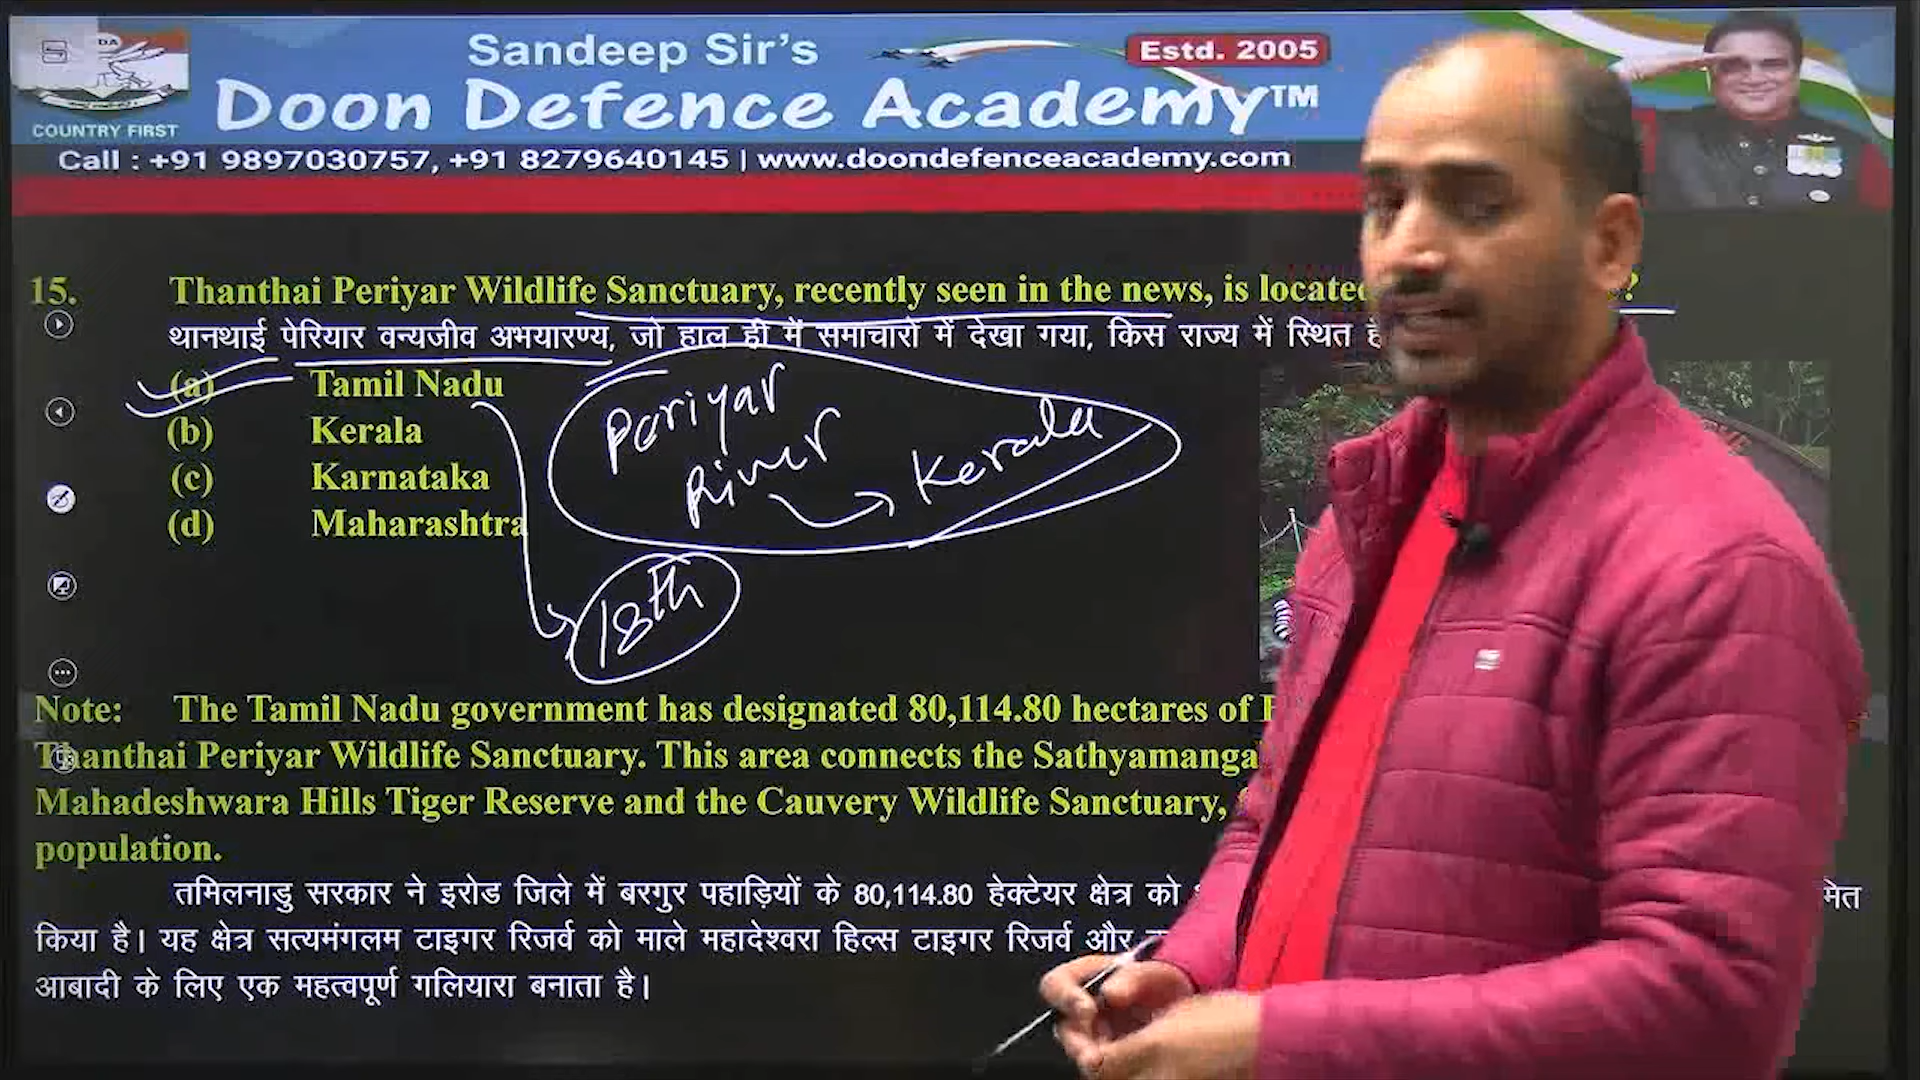 Sandeep Sir's
Estd. 2005
Doon Defence Academy™
COUNTRY FIRST
Call : +91 9897030757, +91 8279640145 | www.doondefenceacademy.com
15. Thanthai Periyar Wildlife Sanctuary, recently seen in the news, is located ?
थानथाई पेरियार वन्यजीव अभयारण्य, जो हाल ही में समाचारों में देखा गया, किस राज्य में स्थित
(a) Tamil Nadu
(b) Kerala
(c) Karnataka
(d) Maharashtra
Periyar
River
Kerala
18th
Note: The Tamil Nadu government has designated 80,114.80 hectares of
Thanthai Periyar Wildlife Sanctuary. This area connects the
Mahadeshwara Hills Tiger Reserve and the Cauvery Wildlife Sanctuary,
population.
तमिलनाडु सरकार ने इरोड जिले में बरगुर पहाड़ियों के 80,114.80 हेक्टेयर क्षेत्र को
किया है। यह क्षेत्र सत्यमंगलम टाइगर रिजर्व को माले महादेश्वरा हिल्स टाइगर रिजर्व और
आबादी के लिए एक महत्वपूर्ण गलियारा बनाता है।